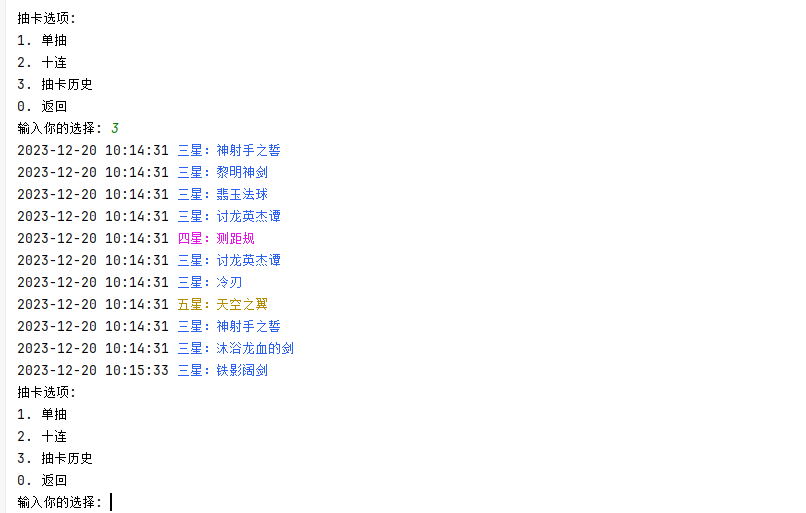 抽卡选项:
1. 单抽
2. 十连
3. 抽卡历史
0. 返回
输入你的选择: 3
2023-12-20 10:14:31 三星: 神射手之誓
2023-12-20 10:14:31 三星: 黎明神剑
2023-12-20 10:14:31 三星: 翡玉法球
2023-12-20 10:14:31 三星: 讨龙英杰谭
2023-12-20 10:14:31 四星: 测距规
2023-12-20 10:14:31 三星: 讨龙英杰谭
2023-12-20 10:14:31 三星: 冷刃
2023-12-20 10:14:31 五星: 天空之翼
2023-12-20 10:14:31 三星: 神射手之誓
2023-12-20 10:14:31 三星: 沐浴龙血的剑
2023-12-20 10:15:33 三星: 铁影阔剑
抽卡选项:
1. 单抽
2. 十连
3. 抽卡历史
0. 返回
输入你的选择: